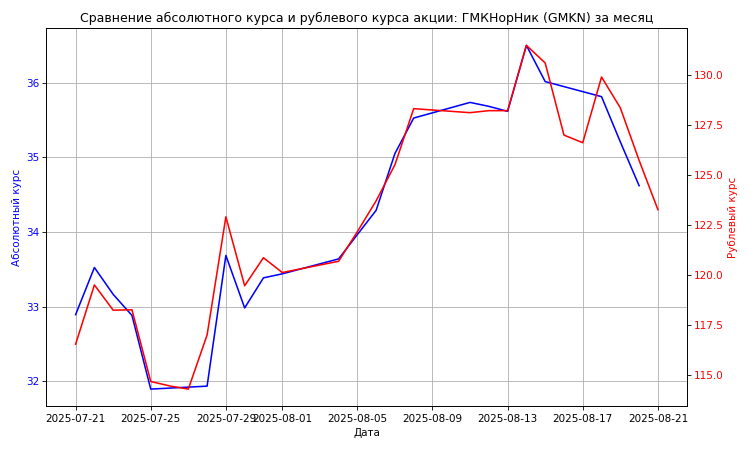 Сравнение абсолютного курса и рублевого курса акции: ГМКНорНик (GMKN) за месяц
36
35
34
33
32
Абсолютный курс
130.0
127.5
125.0
122.5
120.0
117.5
115.0
Рублевый курс
2025-07-21 2025-07-25 2025-07-29 2025-08-01 2025-08-05 2025-08-09 2025-08-13 2025-08-17 2025-08-21
Дата